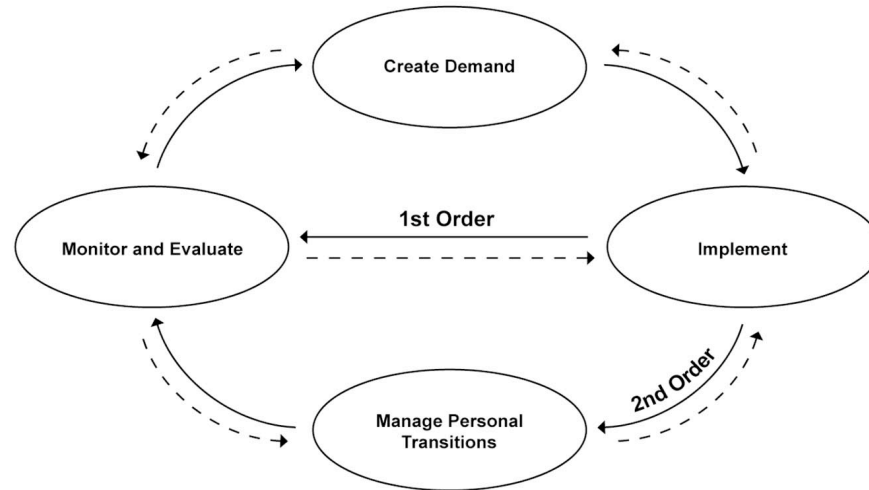 Create Demand
1st Order
Monitor and Evaluate
Implement
2nd Order
Manage Personal
Transitions